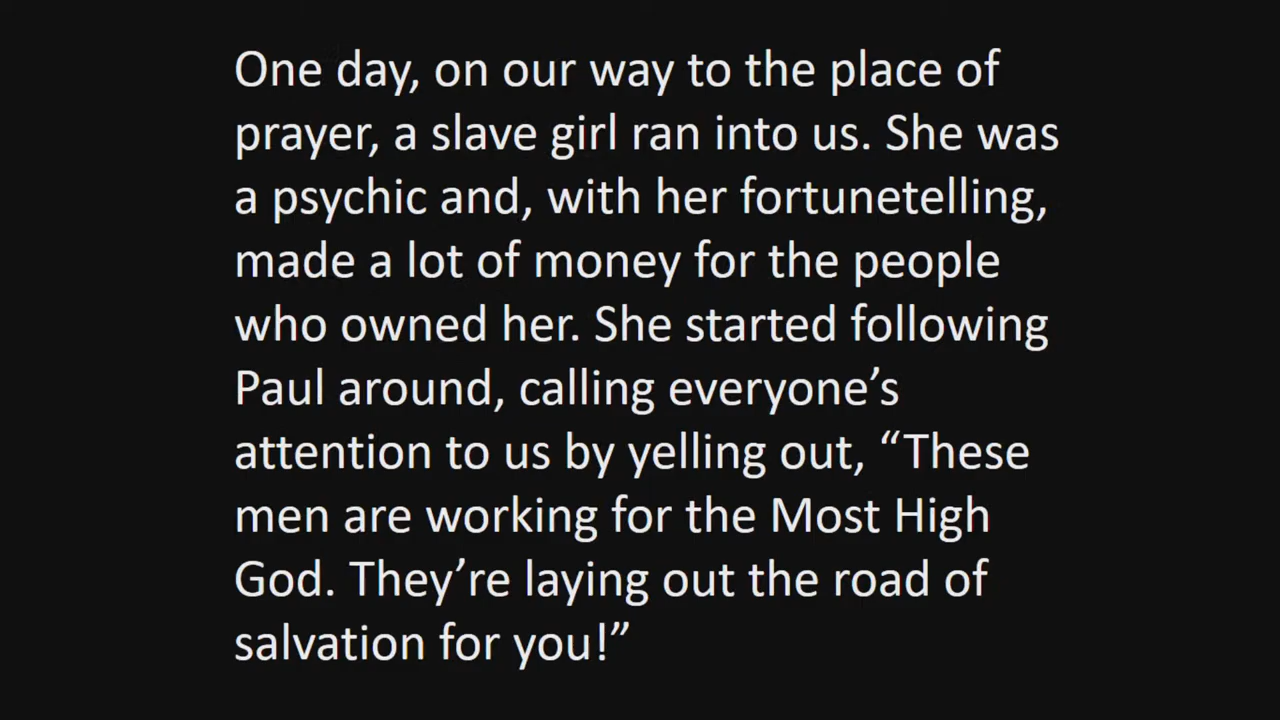 One day, on our way to the place of
prayer, a slave girl ran into us. She was
a psychic and, with her fortunetelling,
made a lot of money for the people
who owned her. She started following
Paul around, calling everyone’s
attention to us by yelling out, “These
men are working for the Most High
God. They’re laying out the road of
salvation for you!”